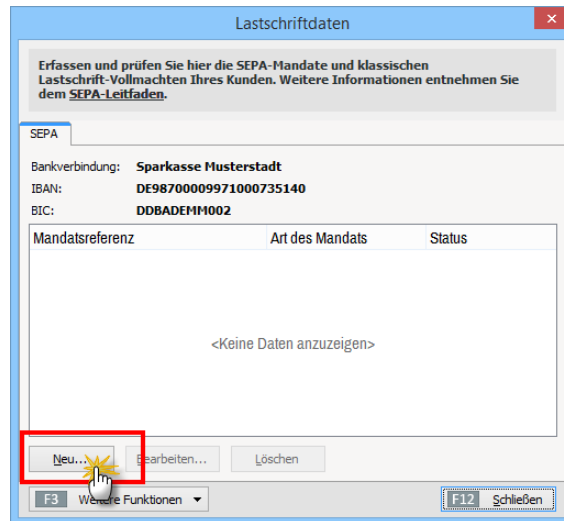 Lastschriftdaten
Erfassen und prüfen Sie hier die SEPA-Mandate und klassischen
Lastschrift-Vollmachten Ihres Kunden. Weitere Informationen entnehmen Sie
dem SEPA-Leitfaden.
SEPA
Bankverbindung: Sparkasse Musterstadt
IBAN: DE98700009971000735140
BIC: DDBADEMM002
Mandatsreferenz Art des Mandats Status
<Keine Daten anzuzeigen>
Neu... Bearbeiten... Löschen
F3 Weitere Funktionen F12 Schließen